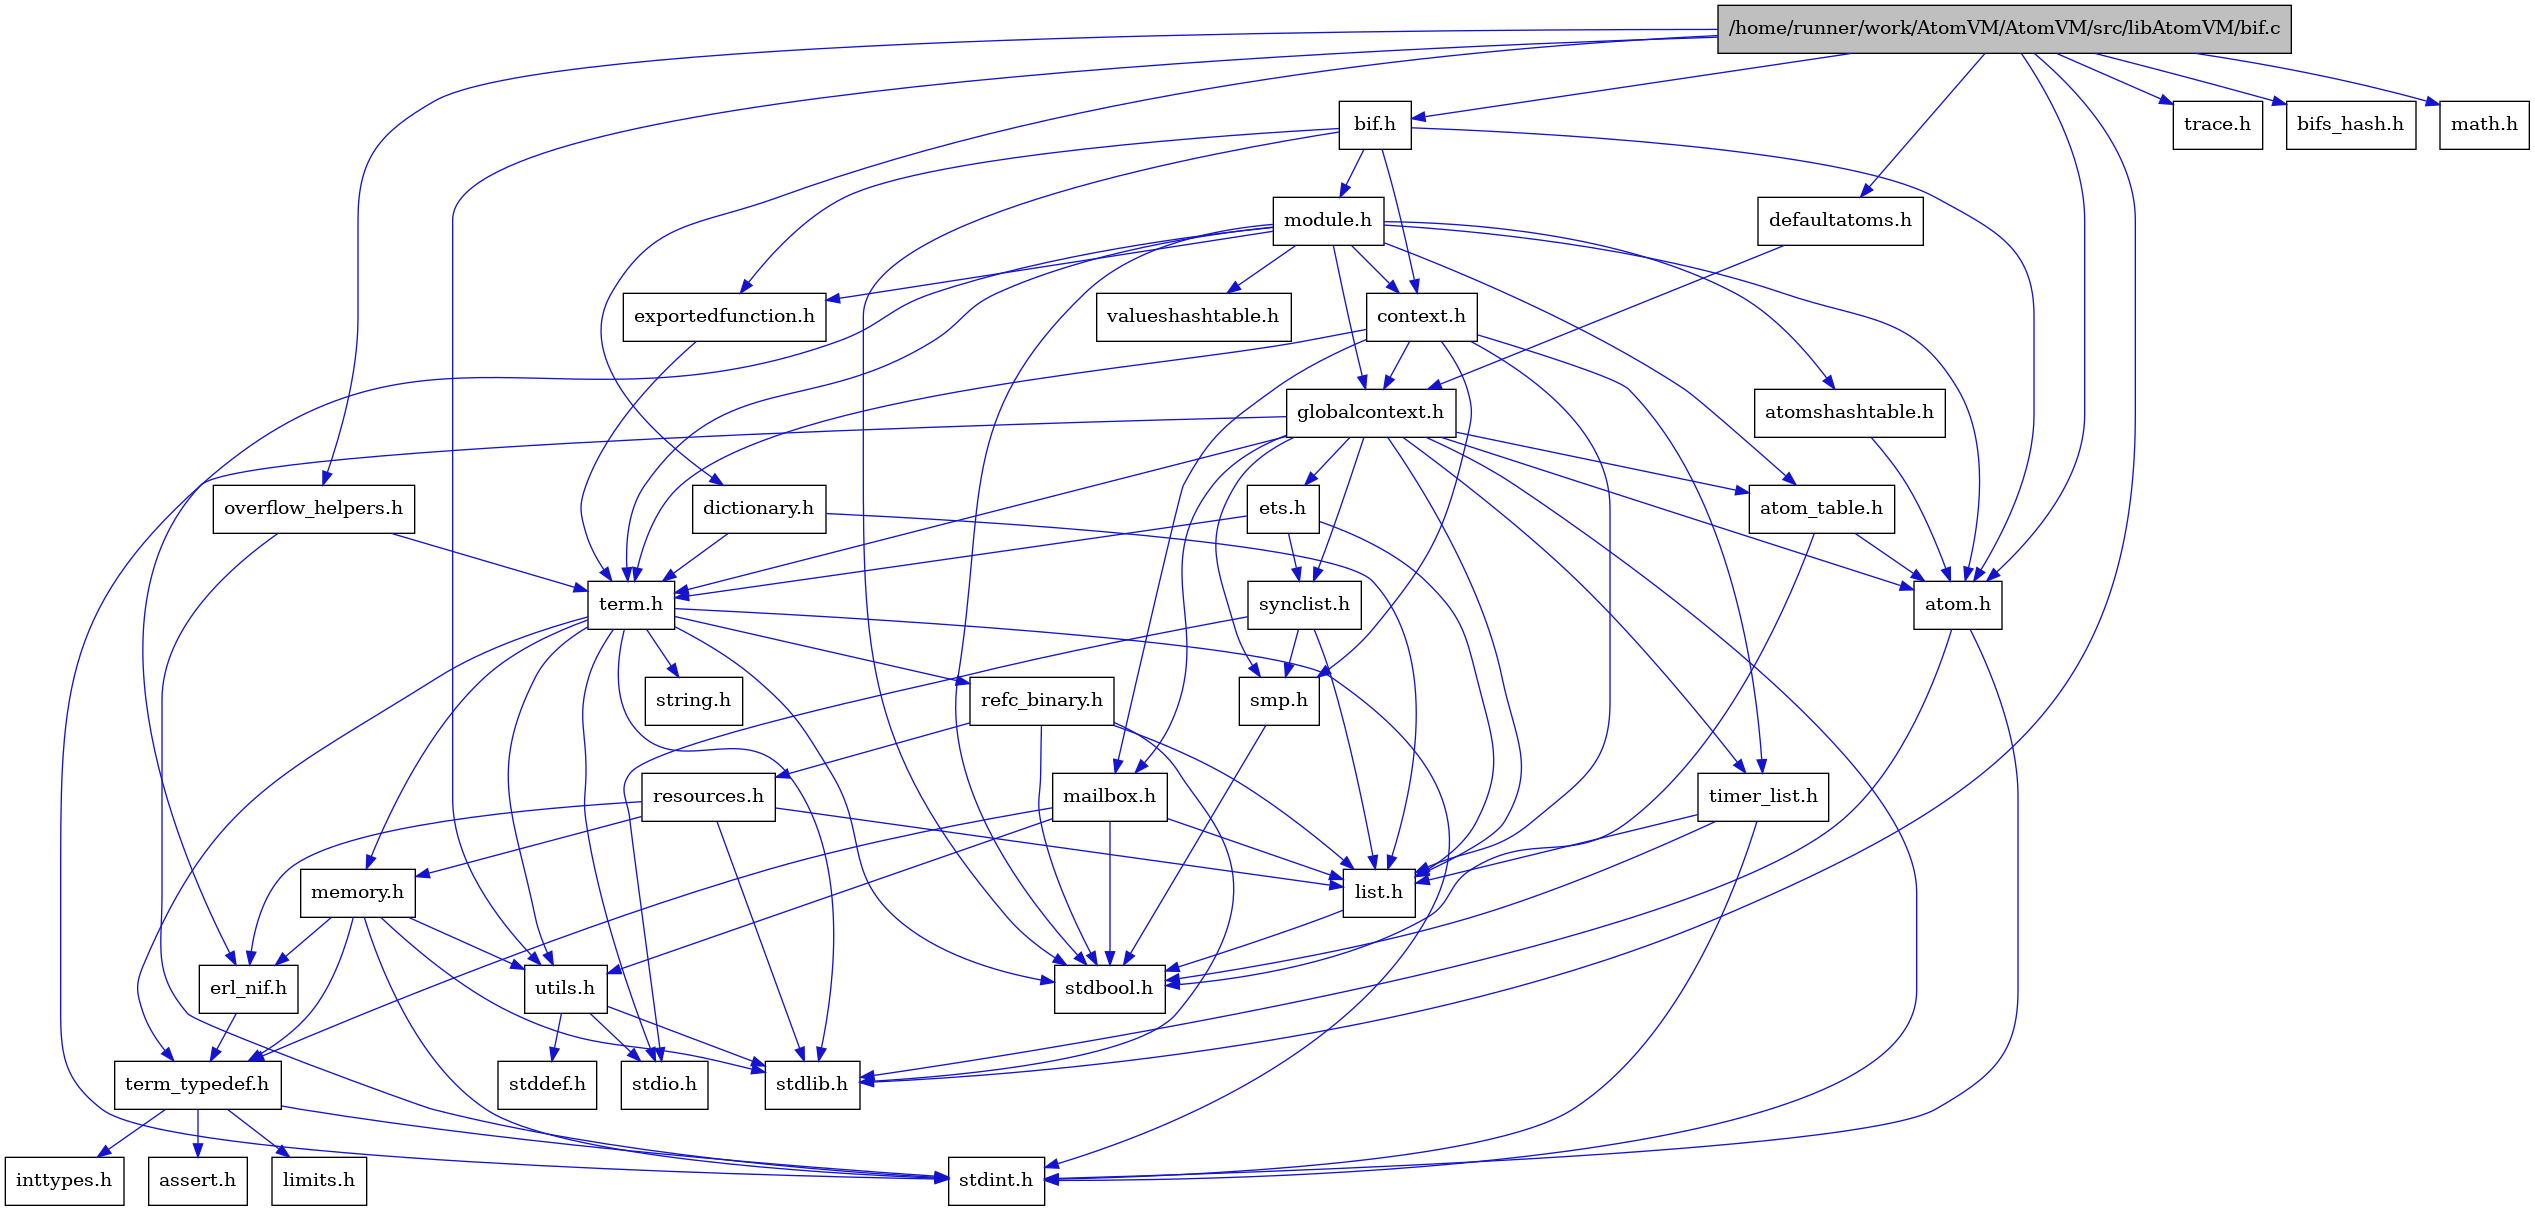 /home/runner/work/AtomVM/AtomVM/src/libAtomVM/bif.c
bif.h
trace.h
bifs_hash.h
math.h
module.h
defaultatoms.h
exportedfunction.h
valueshashtable.h
context.h
globalcontext.h
atomshashtable.h
overflow_helpers.h
dictionary.h
ets.h
atom_table.h
term.h
synclist.h
atom.h
string.h
refc_binary.h
smp.h
resources.h
mailbox.h
timer_list.h
memory.h
list.h
erl_nif.h
utils.h
stdbool.h
term_typedef.h
stddef.h
stdio.h
stdlib.h
inttypes.h
assert.h
limits.h
stdint.h